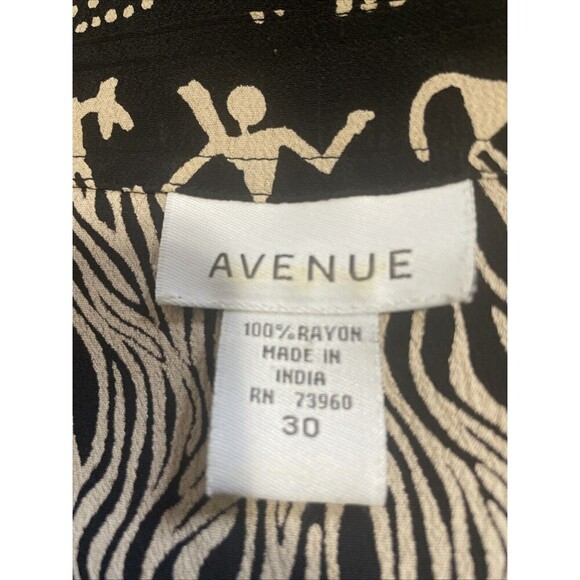 AVENUE
100% RAYON
MADE IN
INDIA
RN 73960
30